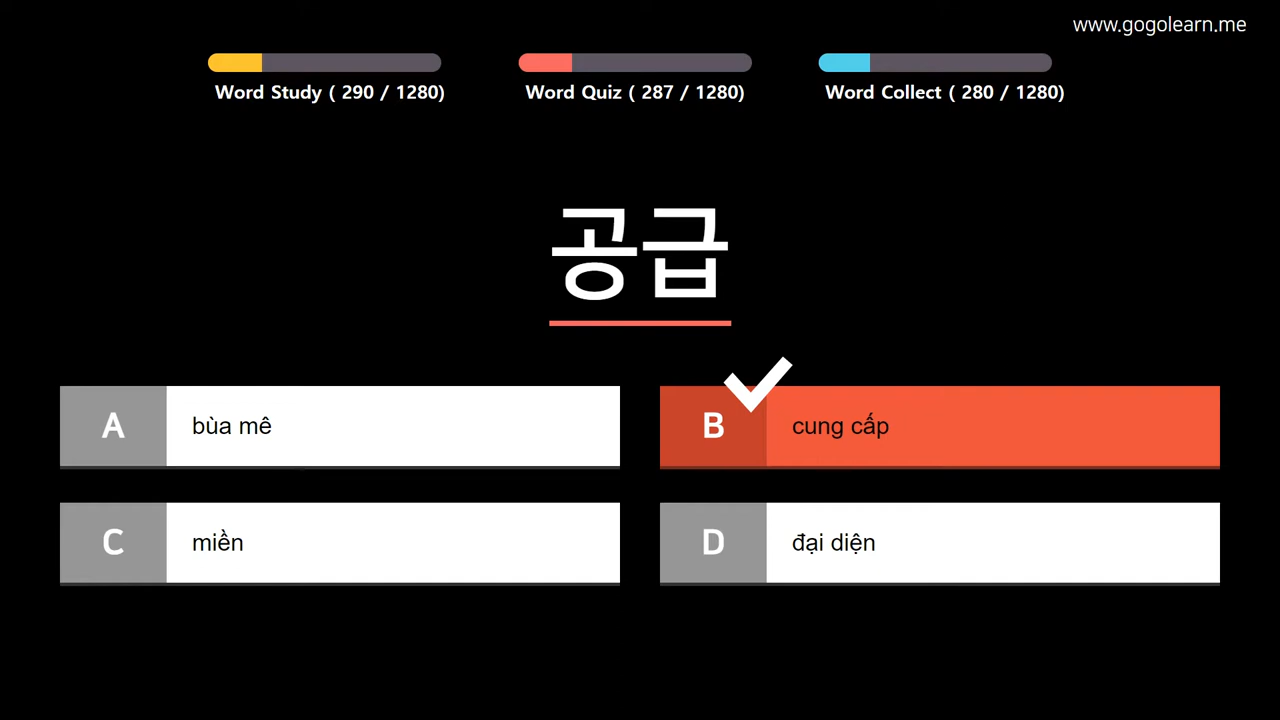 www.gogolearn.me
Word Study ( 290 / 1280)
Word Quiz ( 287 / 1280)
Word Collect ( 280 / 1280)
공급
A bùa mê
B cung cấp
C miền
D đại diện